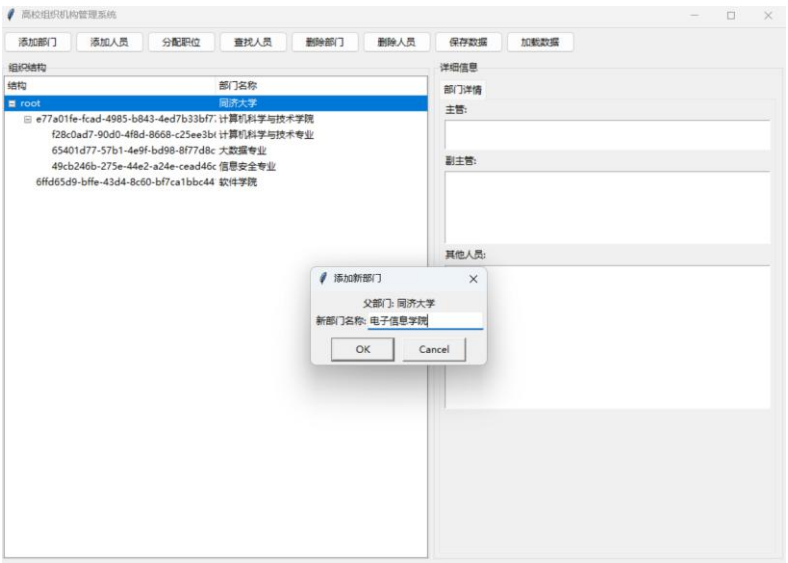 高校组织机构管理系统
添加部门 添加人员 分配职位 查找人员 删除部门 删除人员 保存数据 加载数据
组织结构
结构 部门名称
root 同济大学
e77a01fe-fcad-4985-b843-4ed7b33bf7: 计算机科学与技术学院
f28c0ad7-90d0-4f8d-8668-c25ee3b( 计算机科学与技术专业
65401d77-57b1-4e9f-bd98-8f77d8c 大数据专业
49cb246b-275e-44e2-a24e-cead46c 信息安全专业
6ffd65d9-bffe-43d4-8c60-bf7ca1bbc44 软件学院
详细信息
部门详情
主管:
副主管:
其他人员:
添加新部门
父部门: 同济大学
新部门名称: 电子信息学院
OK Cancel